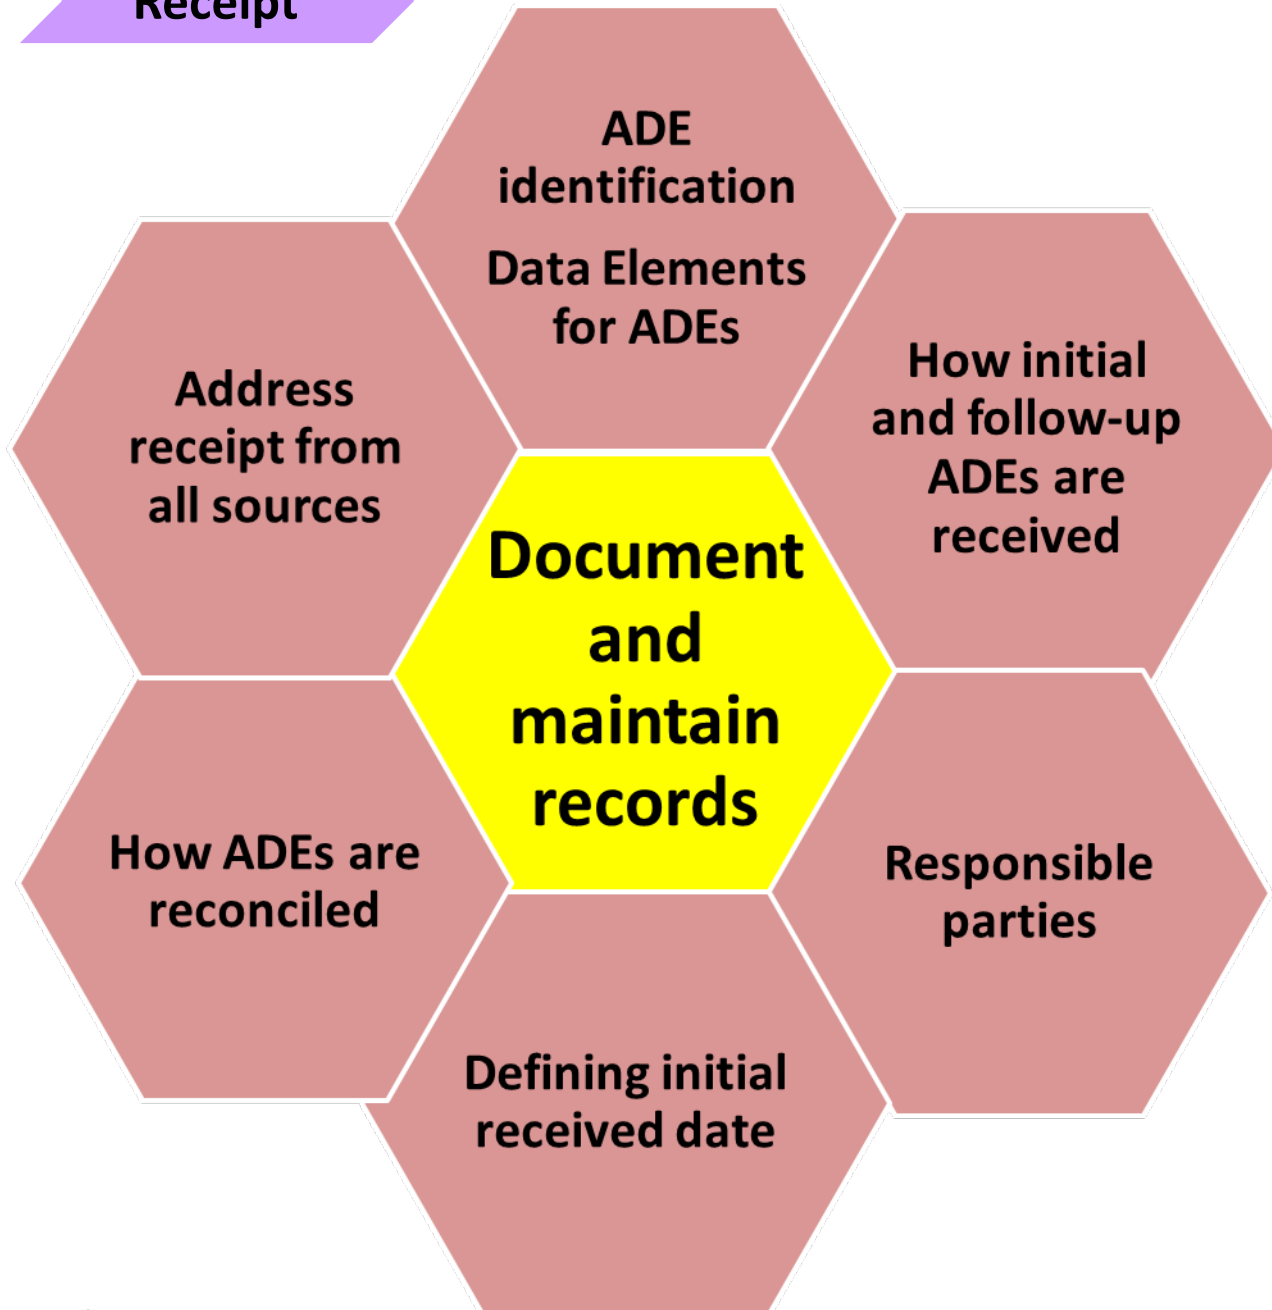 Receipt
ADE
identification
Data Elements
for ADEs
How initial
and follow-up
ADEs are
received
Address
receipt from
all sources
Document
and
maintain
records
How ADEs are
reconciled
Responsible
parties
Defining initial
received date